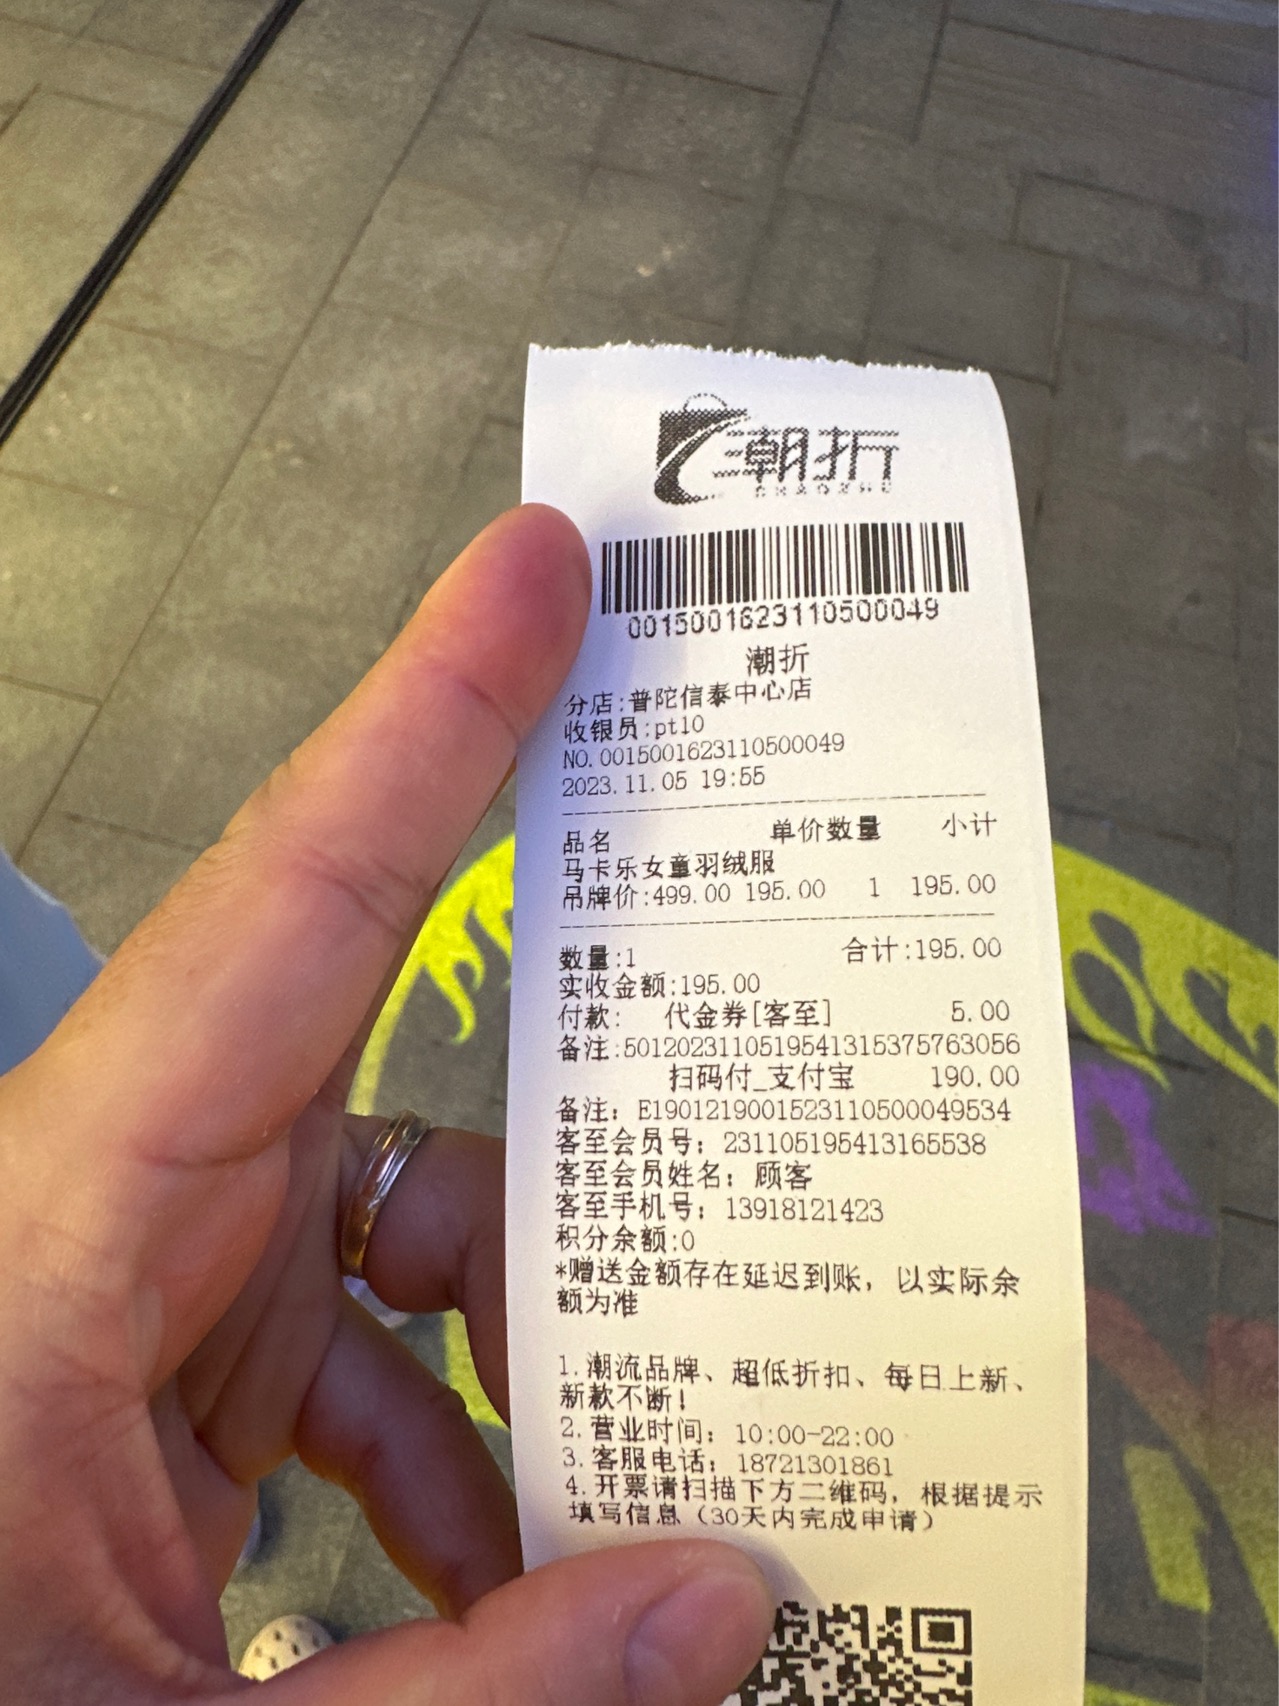 潮折
CHAOZHE
0015001623110500049
潮折
分店:普陀信泰中心店
收银员:pt10
NO.0015001623110500049
2023.11.05 19:55
品名 单价数量 小计
马卡乐女童羽绒服
吊牌价:499.00 195.00 1 195.00
数量:1 合计:195.00
实收金额:195.00
付款: 代金券[客至] 5.00
备注:5012023110519541315375763056
扫码付_支付宝 190.00
备注: E1901219001523110500049534
客至会员号: 231105195413165538
客至会员姓名: 顾客
客至手机号: 13918121423
积分余额:0
*赠送金额存在延迟到账, 以实际余
额为准
1.潮流品牌、超低折扣、每日上新、
新款不断!
2.营业时间: 10:00-22:00
3.客服电话: 18721301861
4.开票请扫描下方二维码, 根据提示
填写信息（30天内完成申请）